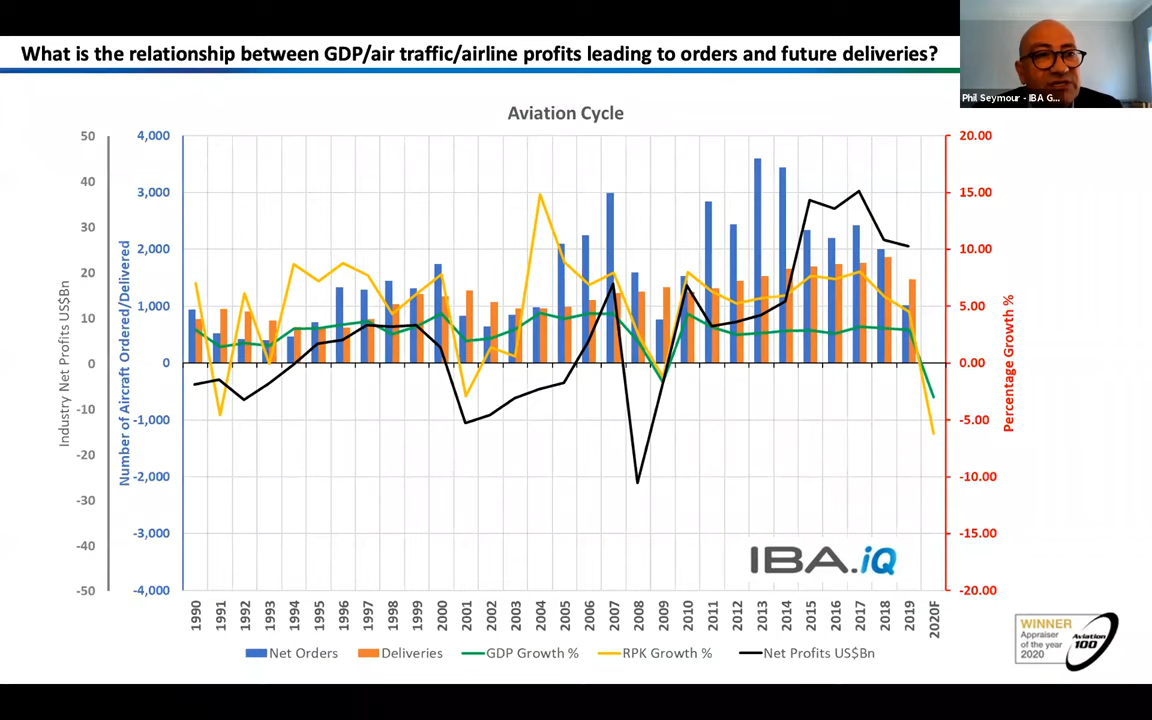 What is the relationship between GDP/air traffic/airline profits leading to orders and future deliveries?
Phil Seymour - IBA G...
Aviation Cycle
Industry Net Profits US$Bn
50
40
30
20
10
0
-10
-20
-30
-40
-50
Number of Aircraft Ordered/Delivered
4,000
3,000
2,000
1,000
0
-1,000
-2,000
-3,000
-4,000
20.00
15.00
10.00
5.00
0.00
-5.00
-10.00
-15.00
-20.00
Percentage Growth %
IBA.iQ
1990 1991 1992 1993 1994 1995 1996 1997 1998 1999 2000 2001 2002 2003 2004 2005 2006 2007 2008 2009 2010 2011 2012 2013 2014 2015 2016 2017 2018 2019 2020F
Net Orders Deliveries GDP Growth % RPK Growth % Net Profits US$Bn
WINNER
Appraiser
of the year
2020
Aviation
100